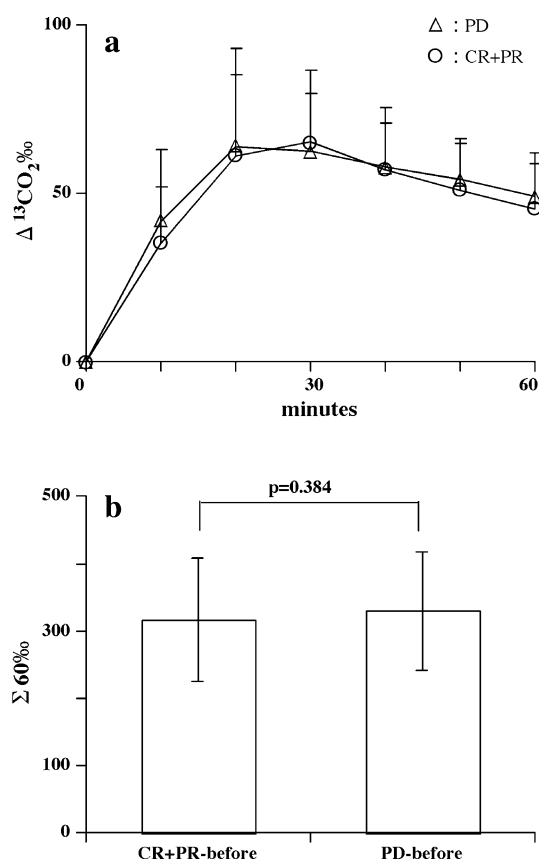 100
a
△ : PD
○ : CR+PR
50
Δ ¹³CO₂‰
0
0 30 60
minutes
b
p=0.384
500
300
Σ 60‰
100
0
CR+PR-before PD-before